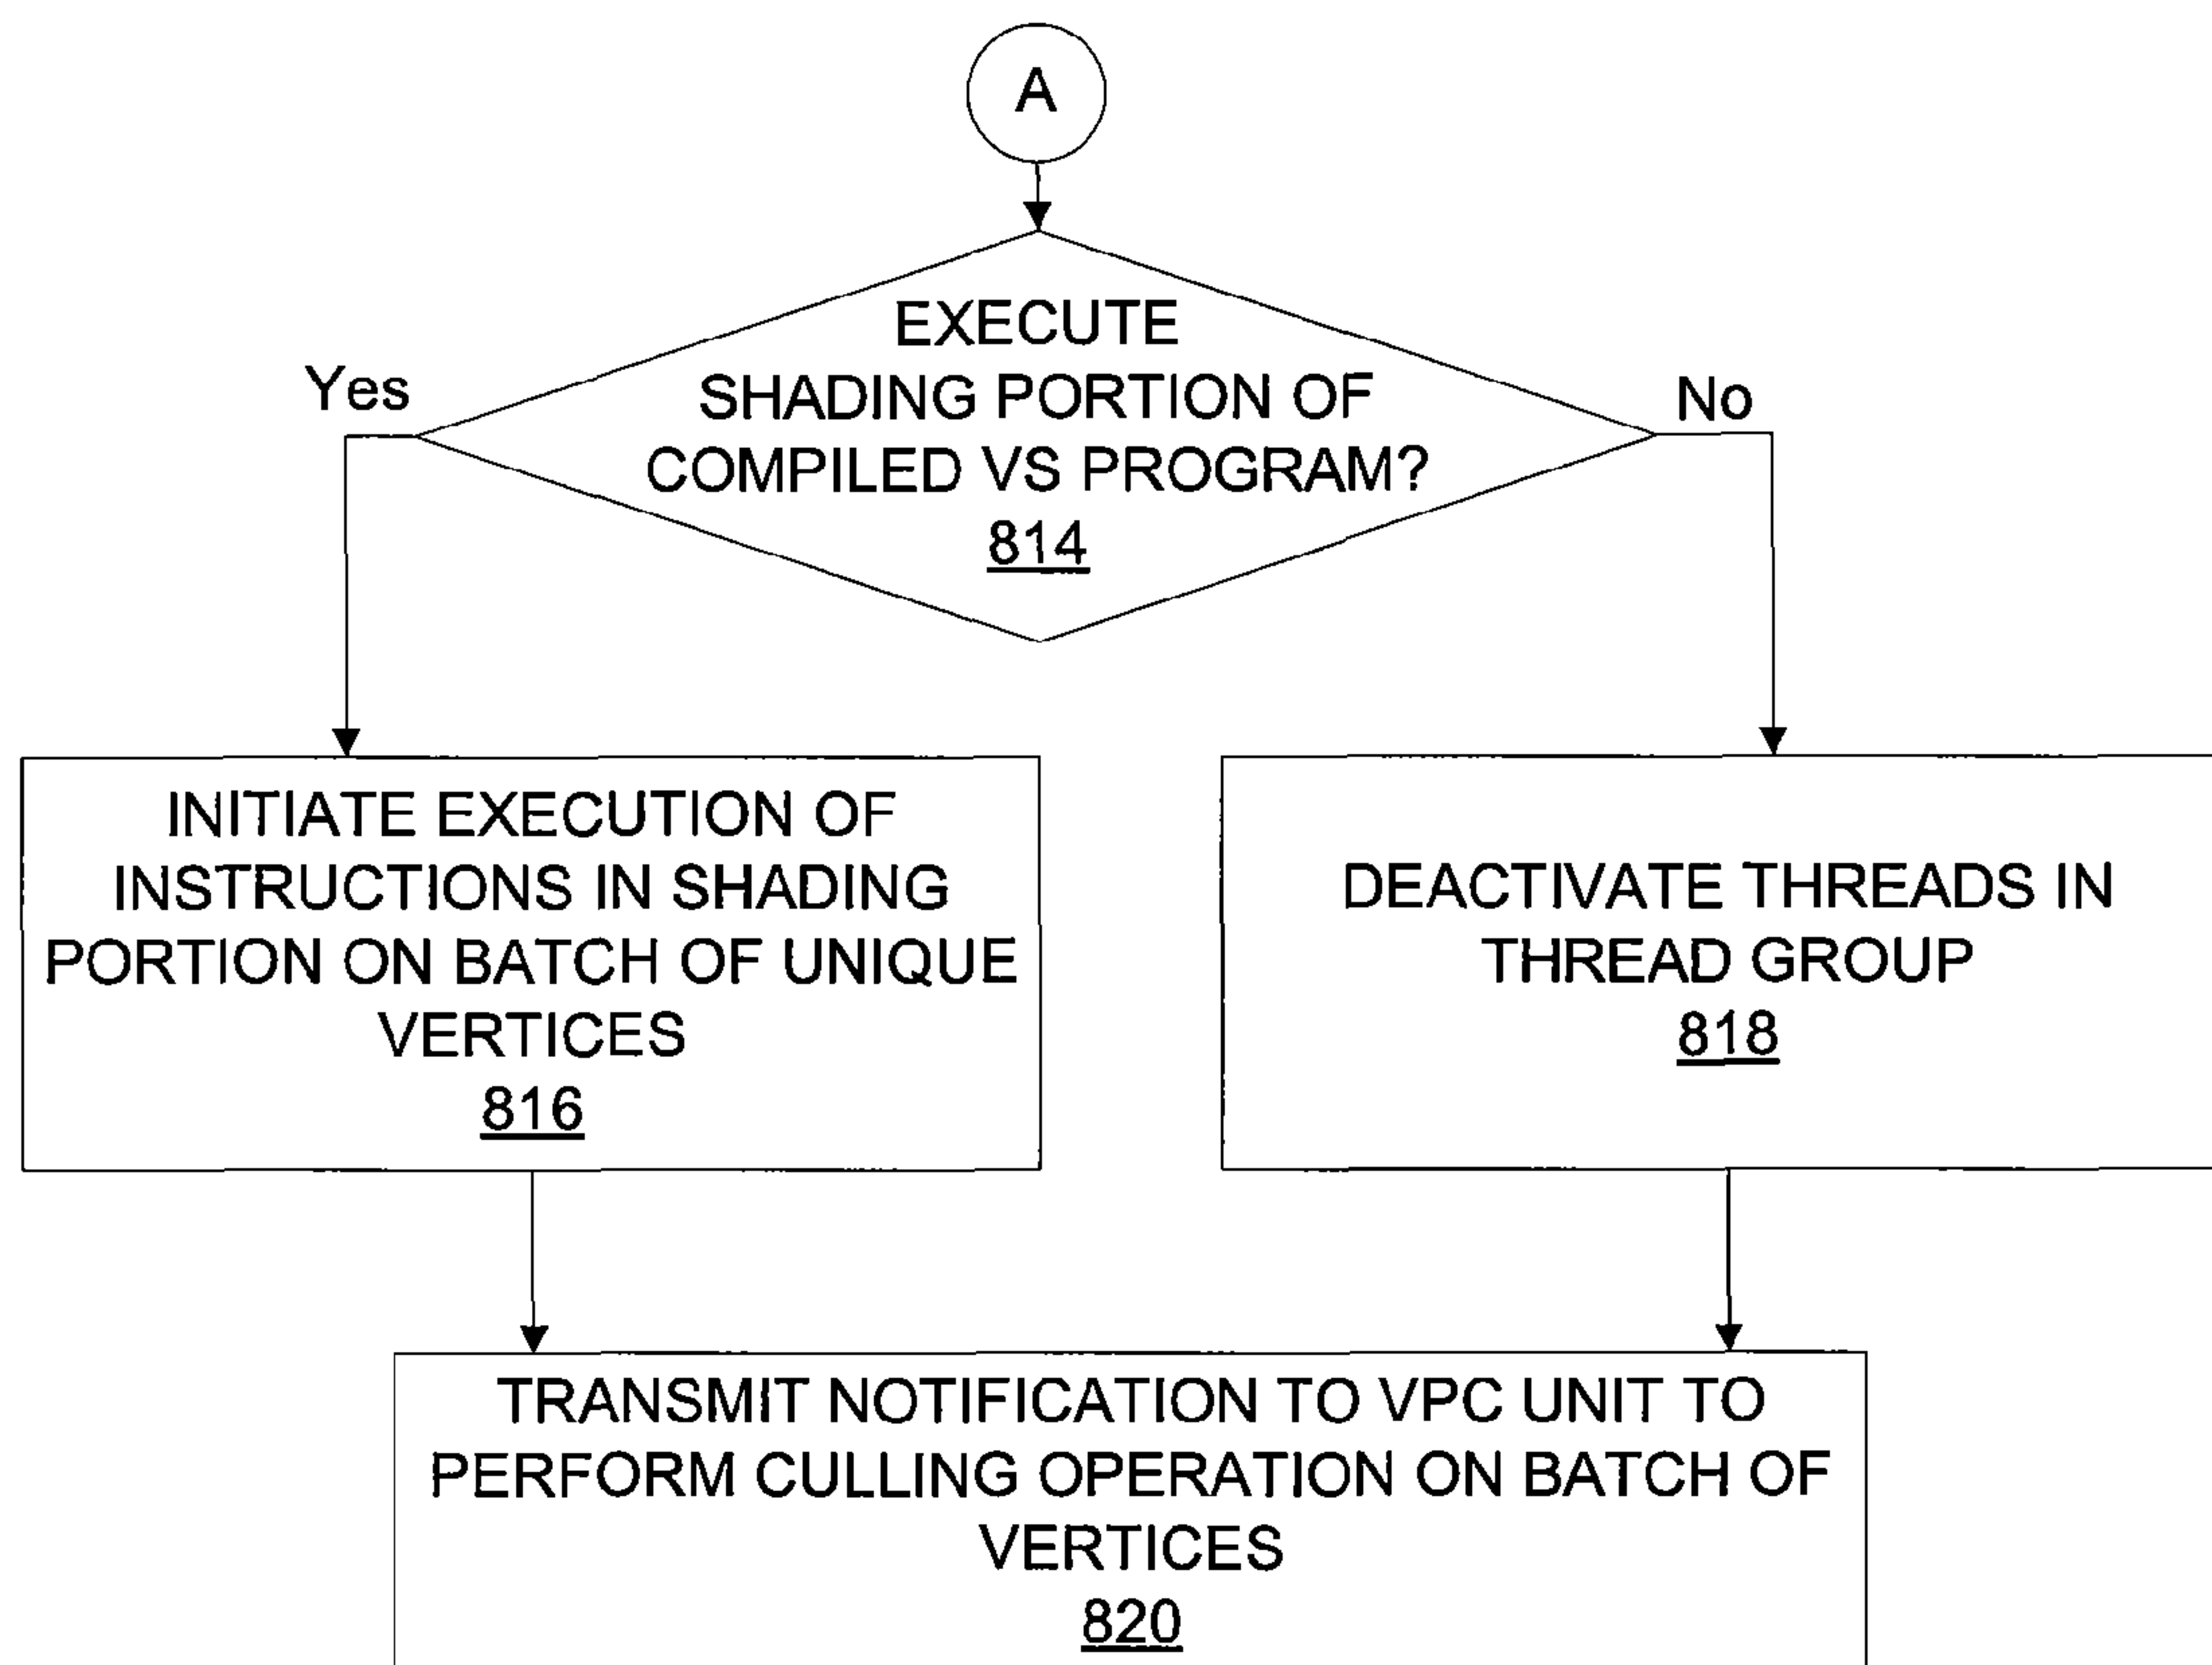 A
EXECUTE
SHADING PORTION OF
COMPILED VS PROGRAM?
814
Yes
No
INITIATE EXECUTION OF
INSTRUCTIONS IN SHADING
PORTION ON BATCH OF UNIQUE
VERTICES
816
DEACTIVATE THREADS IN
THREAD GROUP
818
TRANSMIT NOTIFICATION TO VPC UNIT TO
PERFORM CULLING OPERATION ON BATCH OF
VERTICES
820